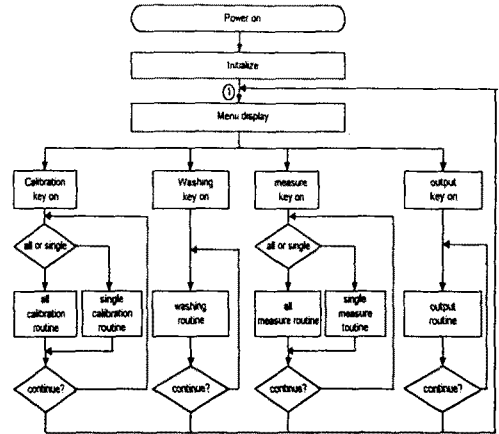 Power on
Initialize
1
Menu display
Calibration
key on
Washing
key on
measure
key on
output
key on
all or single
all or single
all
calibration
routine
single
calibration
routine
washing
routine
all
measure routine
single
measure
toutine
output
routine
continue?
continue?
continue?
continue?